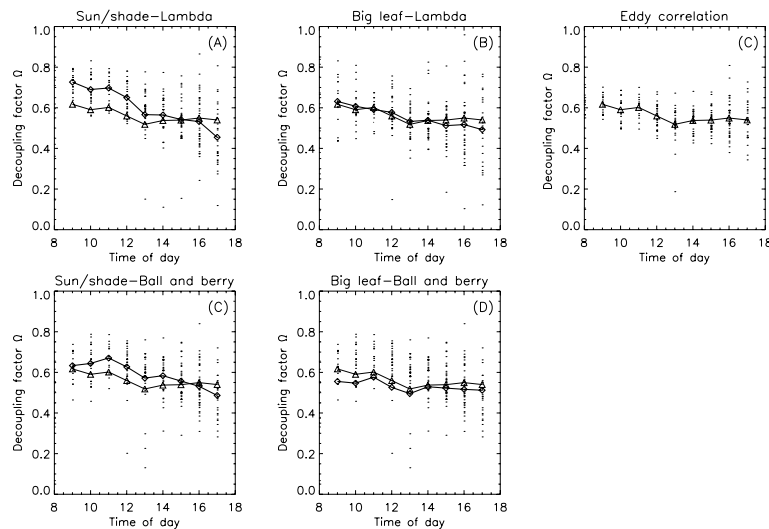 Sun/shade-Lambda
(A)
1.0
0.8
0.6
0.4
0.2
0.0
Decoupling factor Ω
8 10 12 14 16 18
Time of day
Big leaf-Lambda
(B)
1.0
0.8
0.6
0.4
0.2
0.0
Decoupling factor Ω
8 10 12 14 16 18
Time of day
Eddy correlation
(C)
1.0
0.8
0.6
0.4
0.2
0.0
Decoupling factor Ω
8 10 12 14 16 18
Time of day
Sun/shade-Ball and berry
(C)
1.0
0.8
0.6
0.4
0.2
0.0
Decoupling factor Ω
8 10 12 14 16 18
Time of day
Big leaf-Ball and berry
(D)
1.0
0.8
0.6
0.4
0.2
0.0
Decoupling factor Ω
8 10 12 14 16 18
Time of day